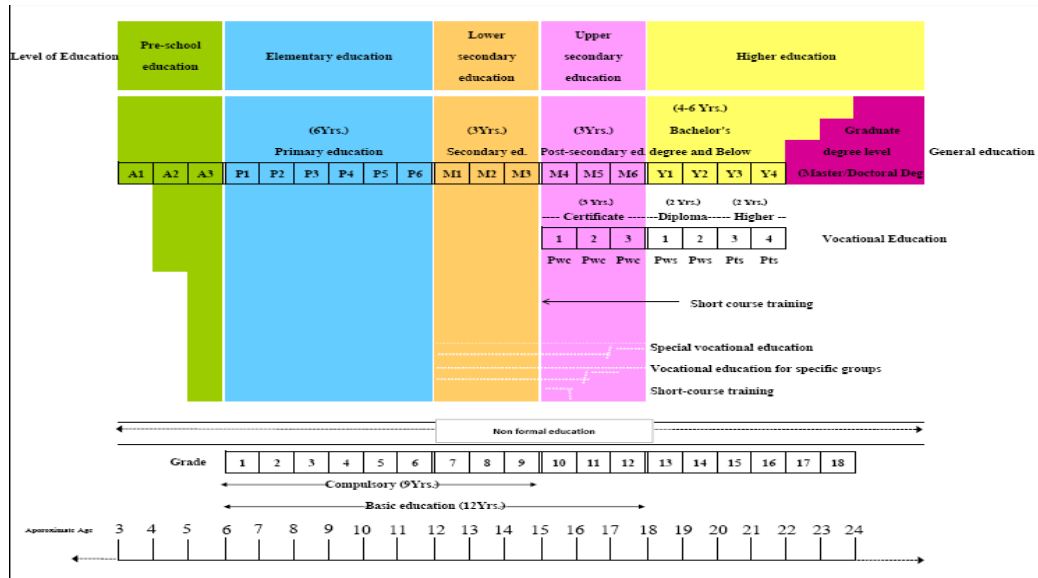 Level of Education
Pre-school education
Elementary education
Lower secondary education
Upper secondary education
Higher education
(6Yrs.)
Primary education
(3Yrs.)
Secondary ed.
(3Yrs.)
Post-secondary ed.
(4-6 Yrs.)
Bachelor's
degree and Below
Graduate
degree level
(Master/Doctoral Deg
General education
A1 A2 A3 P1 P2 P3 P4 P5 P6 M1 M2 M3 M4 M5 M6 Y1 Y2 Y3 Y4
(3 Yrs.) (2 Yrs.) (2 Yrs.)
---- Certificate ------Diploma------ Higher --
1 2 3 1 2 3 4
Vocational Education
Pwc Pwc Pwc Pws Pws Pts Pts
Short course training
Special vocational education
Vocational education for specific groups
Short-course training
Non formal education
Grade 1 2 3 4 5 6 7 8 9 10 11 12 13 14 15 16 17 18
Compulsory (9Yrs.)
Basic education (12Yrs.)
Approximate Age 3 4 5 6 7 8 9 10 11 12 13 14 15 16 17 18 19 20 21 22 23 24